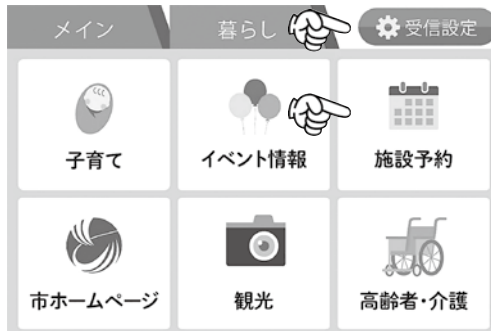 メイン 暮らし 受信設定
子育て イベント情報 施設予約
市ホームページ 観光 高齢者・介護